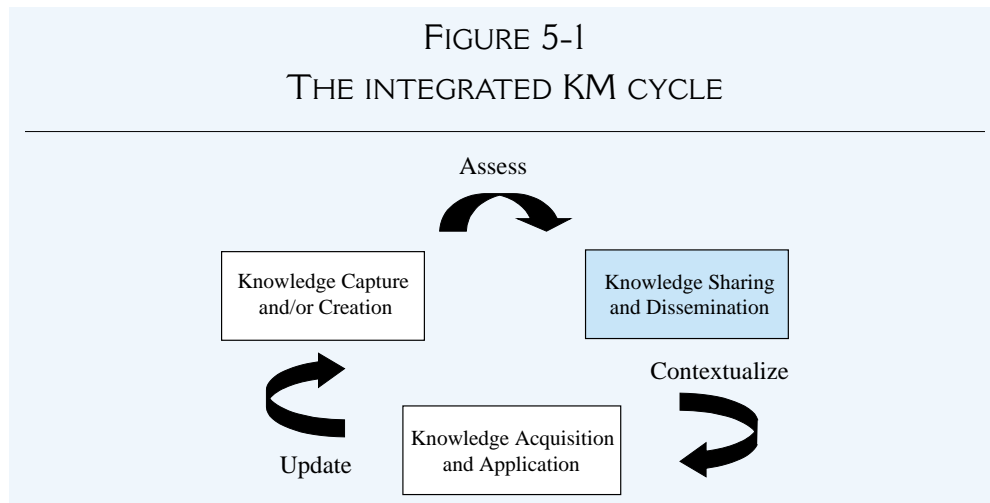 FIGURE 5-1
THE INTEGRATED KM CYCLE
Assess
Knowledge Capture
and/or Creation
Knowledge Sharing
and Dissemination
Contextualize
Knowledge Acquisition
and Application
Update